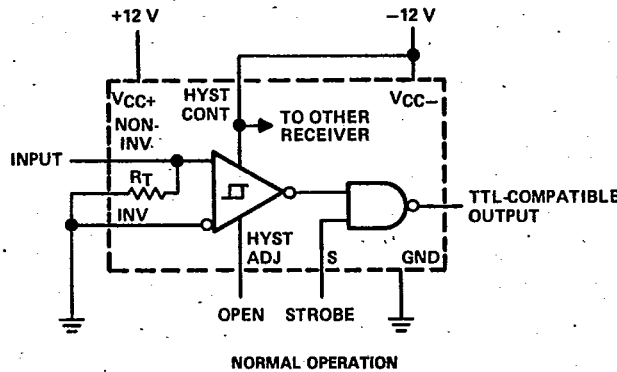 +12 V
−12 V
VCC+
HYST
CONT
VCC−
NON-
INV.
TO OTHER
RECEIVER
INPUT
RT
INV
HYST
ADJ
S
GND
TTL-COMPATIBLE
OUTPUT
OPEN
STROBE
NORMAL OPERATION